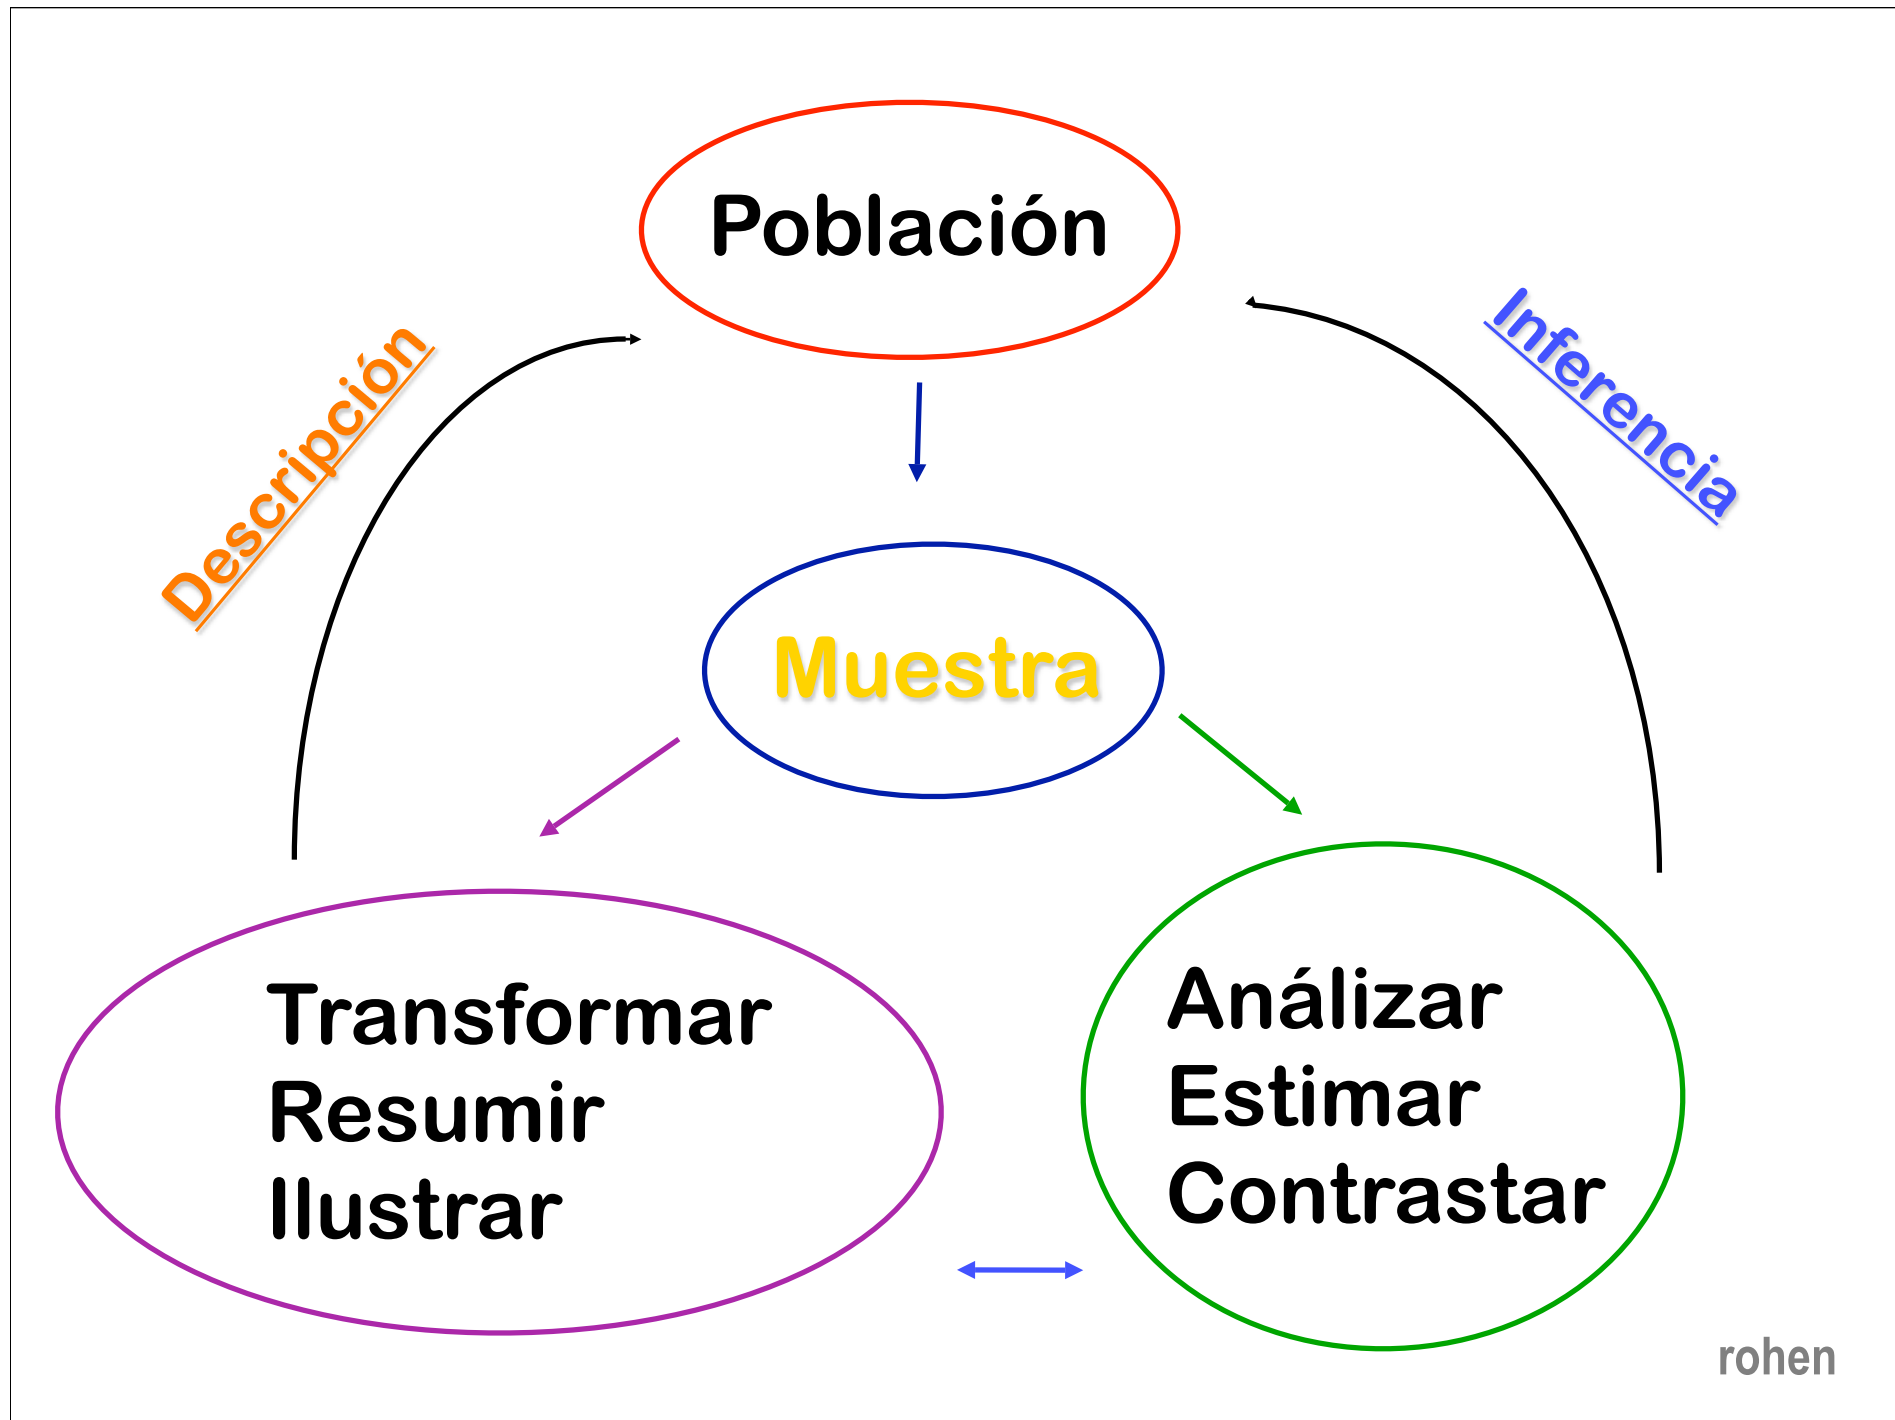 Población
Descripción
Inferencia
Muestra
Transformar
Resumir
Ilustrar
Análizar
Estimar
Contrastar
rohen